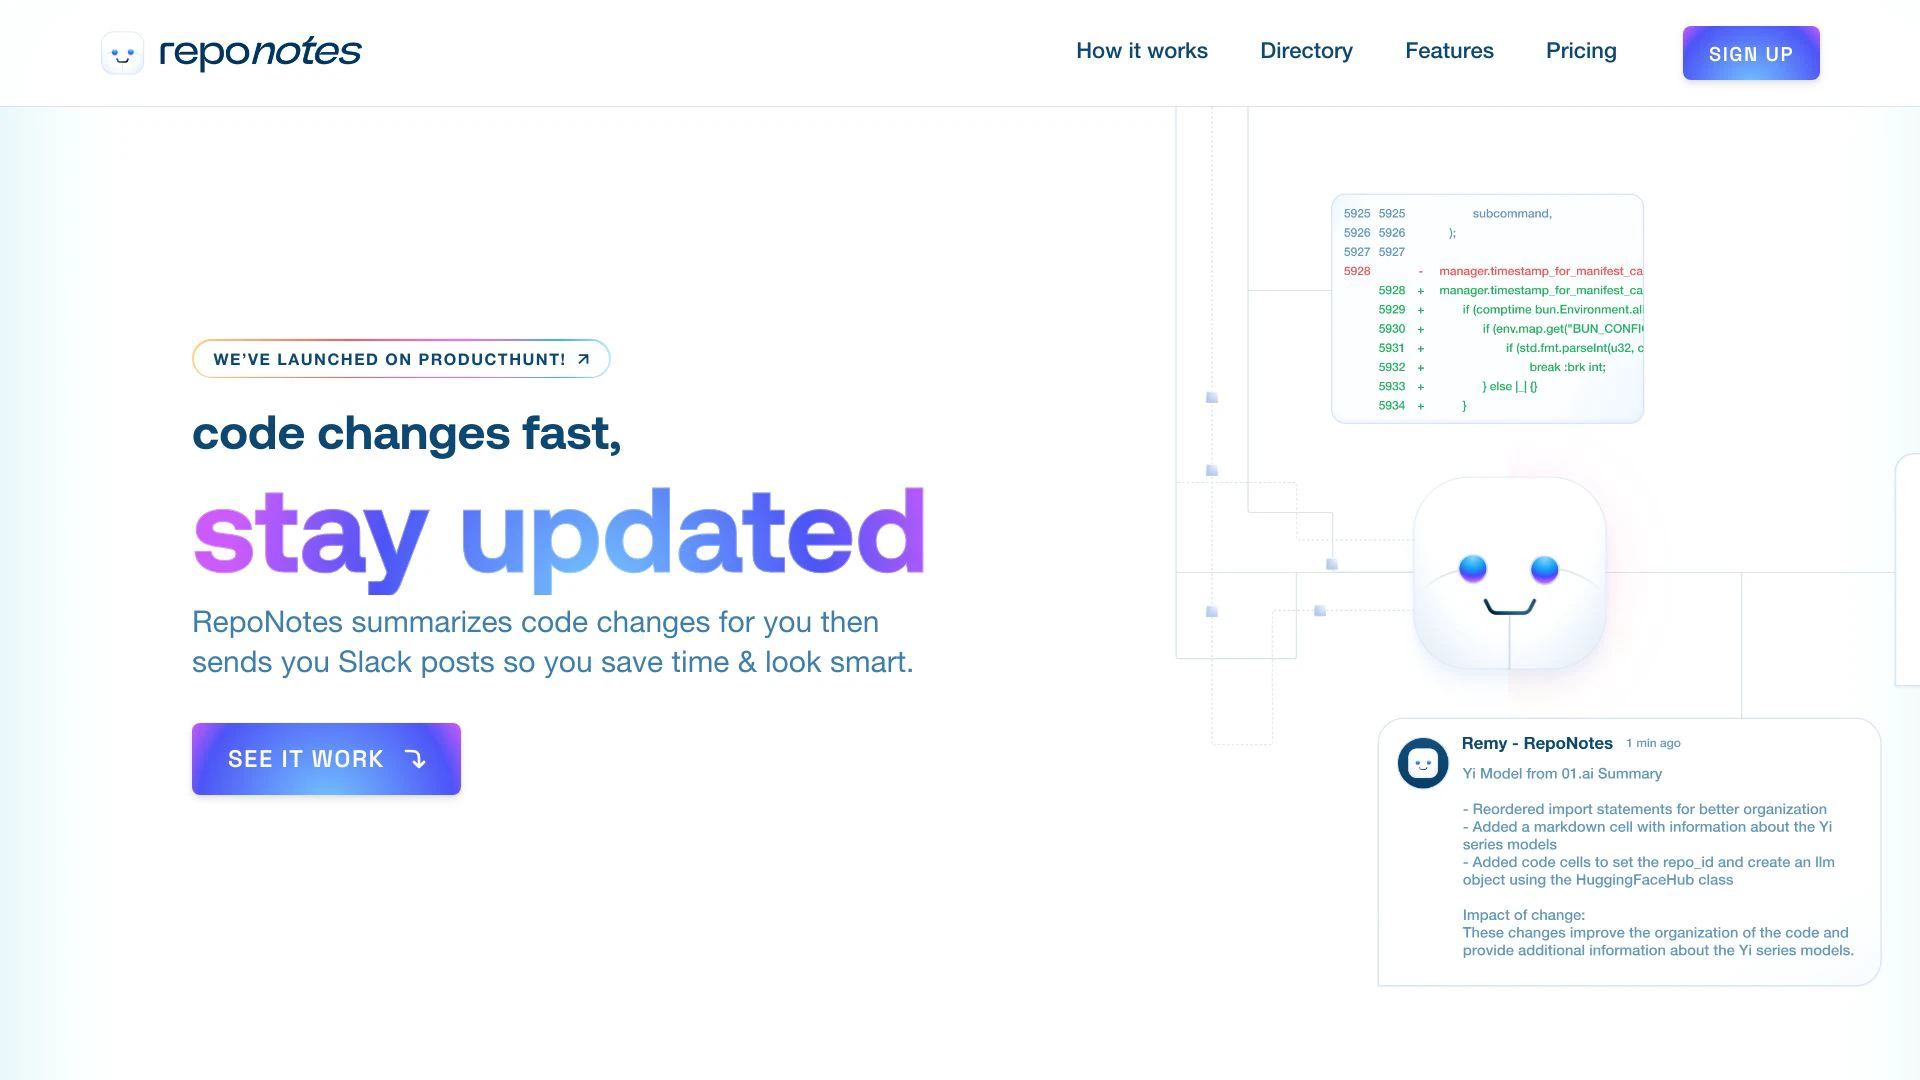 reponotes
How it works
Directory
Features
Pricing
SIGN UP
WE'VE LAUNCHED ON PRODUCTHUNT!
code changes fast,
stay updated
RepoNotes summarizes code changes for you then
sends you Slack posts so you save time & look smart.
SEE IT WORK
5925 5925 subcommand,
5926 5926 );
5927 5927
5928 - manager.timestamp_for_manifest_ca
5928 + manager.timestamp_for_manifest_ca
5929 + if (comptime bun.Environment.al
5930 + if (env.map.get("BUN_CONFI
5931 + if (std.fmt.parseInt(u32, c
5932 + break :brk int;
5933 + } else |_| {}
5934 + }
Remy - RepoNotes 1 min ago
Yi Model from 01.ai Summary
- Reordered import statements for better organization
- Added a markdown cell with information about the Yi
series models
- Added code cells to set the repo_id and create an llm
object using the HuggingFaceHub class
Impact of change:
These changes improve the organization of the code and
provide additional information about the Yi series models.